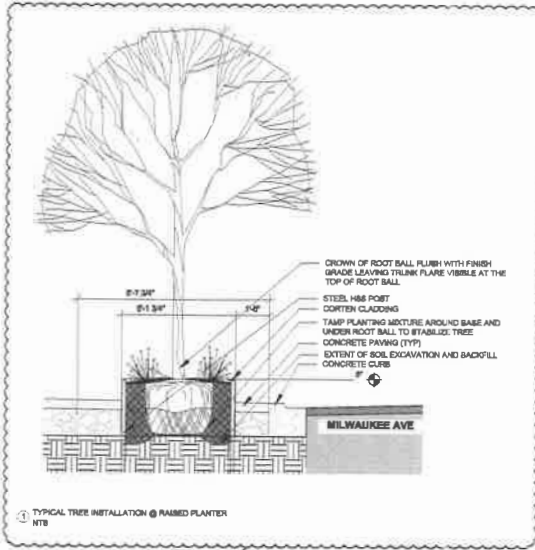 CROWN OF ROOT BALL FLUSH WITH FINISH
GRADE LEAVING TRUNK FLARE VISIBLE AT THE
TOP OF ROOT BALL
STEEL HSS POST
CORTEN CLADDING
TAMP PLANTING MIXTURE AROUND BASE AND
UNDER ROOT BALL TO STABILIZE TREE
CONCRETE PAVING (TYP)
EXTENT OF SOIL EXCAVATION AND BACKFILL
CONCRETE CURB
MILWAUKEE AVE
1 TYPICAL TREE INSTALLATION @ RAISED PLANTER
NTS